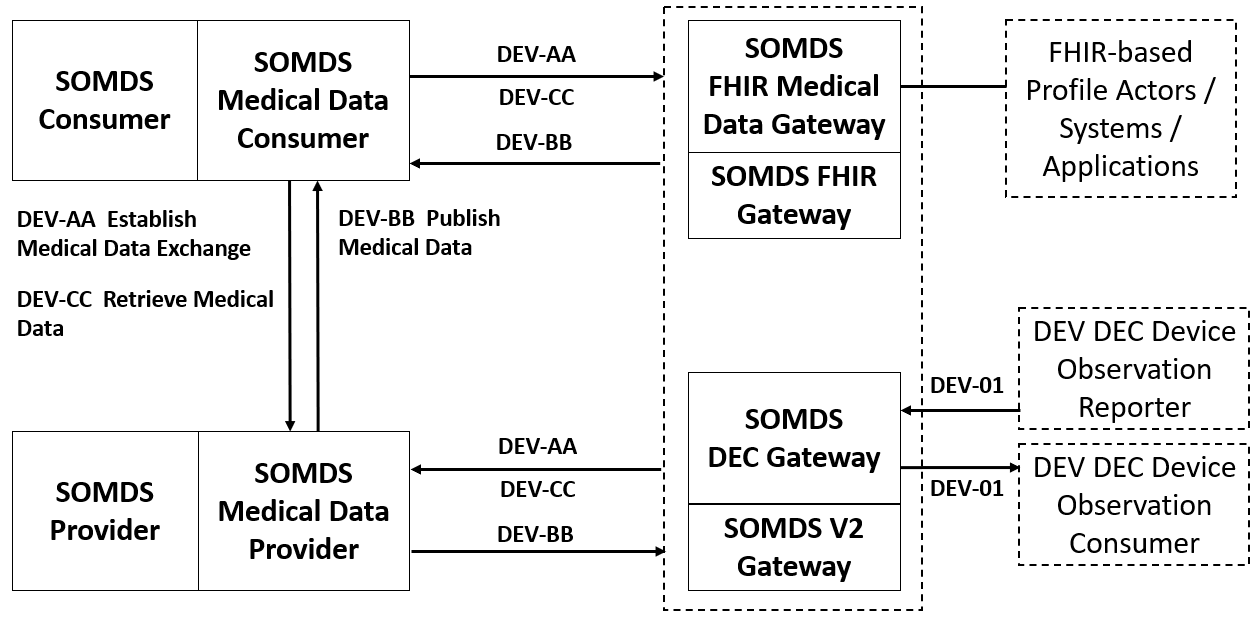 SOMDS
Consumer
SOMDS
Medical Data
Consumer
DEV-AA
DEV-CC
DEV-BB
SOMDS
FHIR Medical
Data Gateway
SOMDS FHIR
Gateway
FHIR-based
Profile Actors /
Systems /
Applications
DEV-AA Establish
Medical Data Exchange
DEV-CC Retrieve Medical
Data
DEV-BB Publish
Medical Data
SOMDS
Provider
SOMDS
Medical Data
Provider
DEV-AA
DEV-CC
DEV-BB
SOMDS
DEC Gateway
SOMDS V2
Gateway
DEV-01
DEV-01
DEV DEC Device
Observation
Reporter
DEV DEC Device
Observation
Consumer